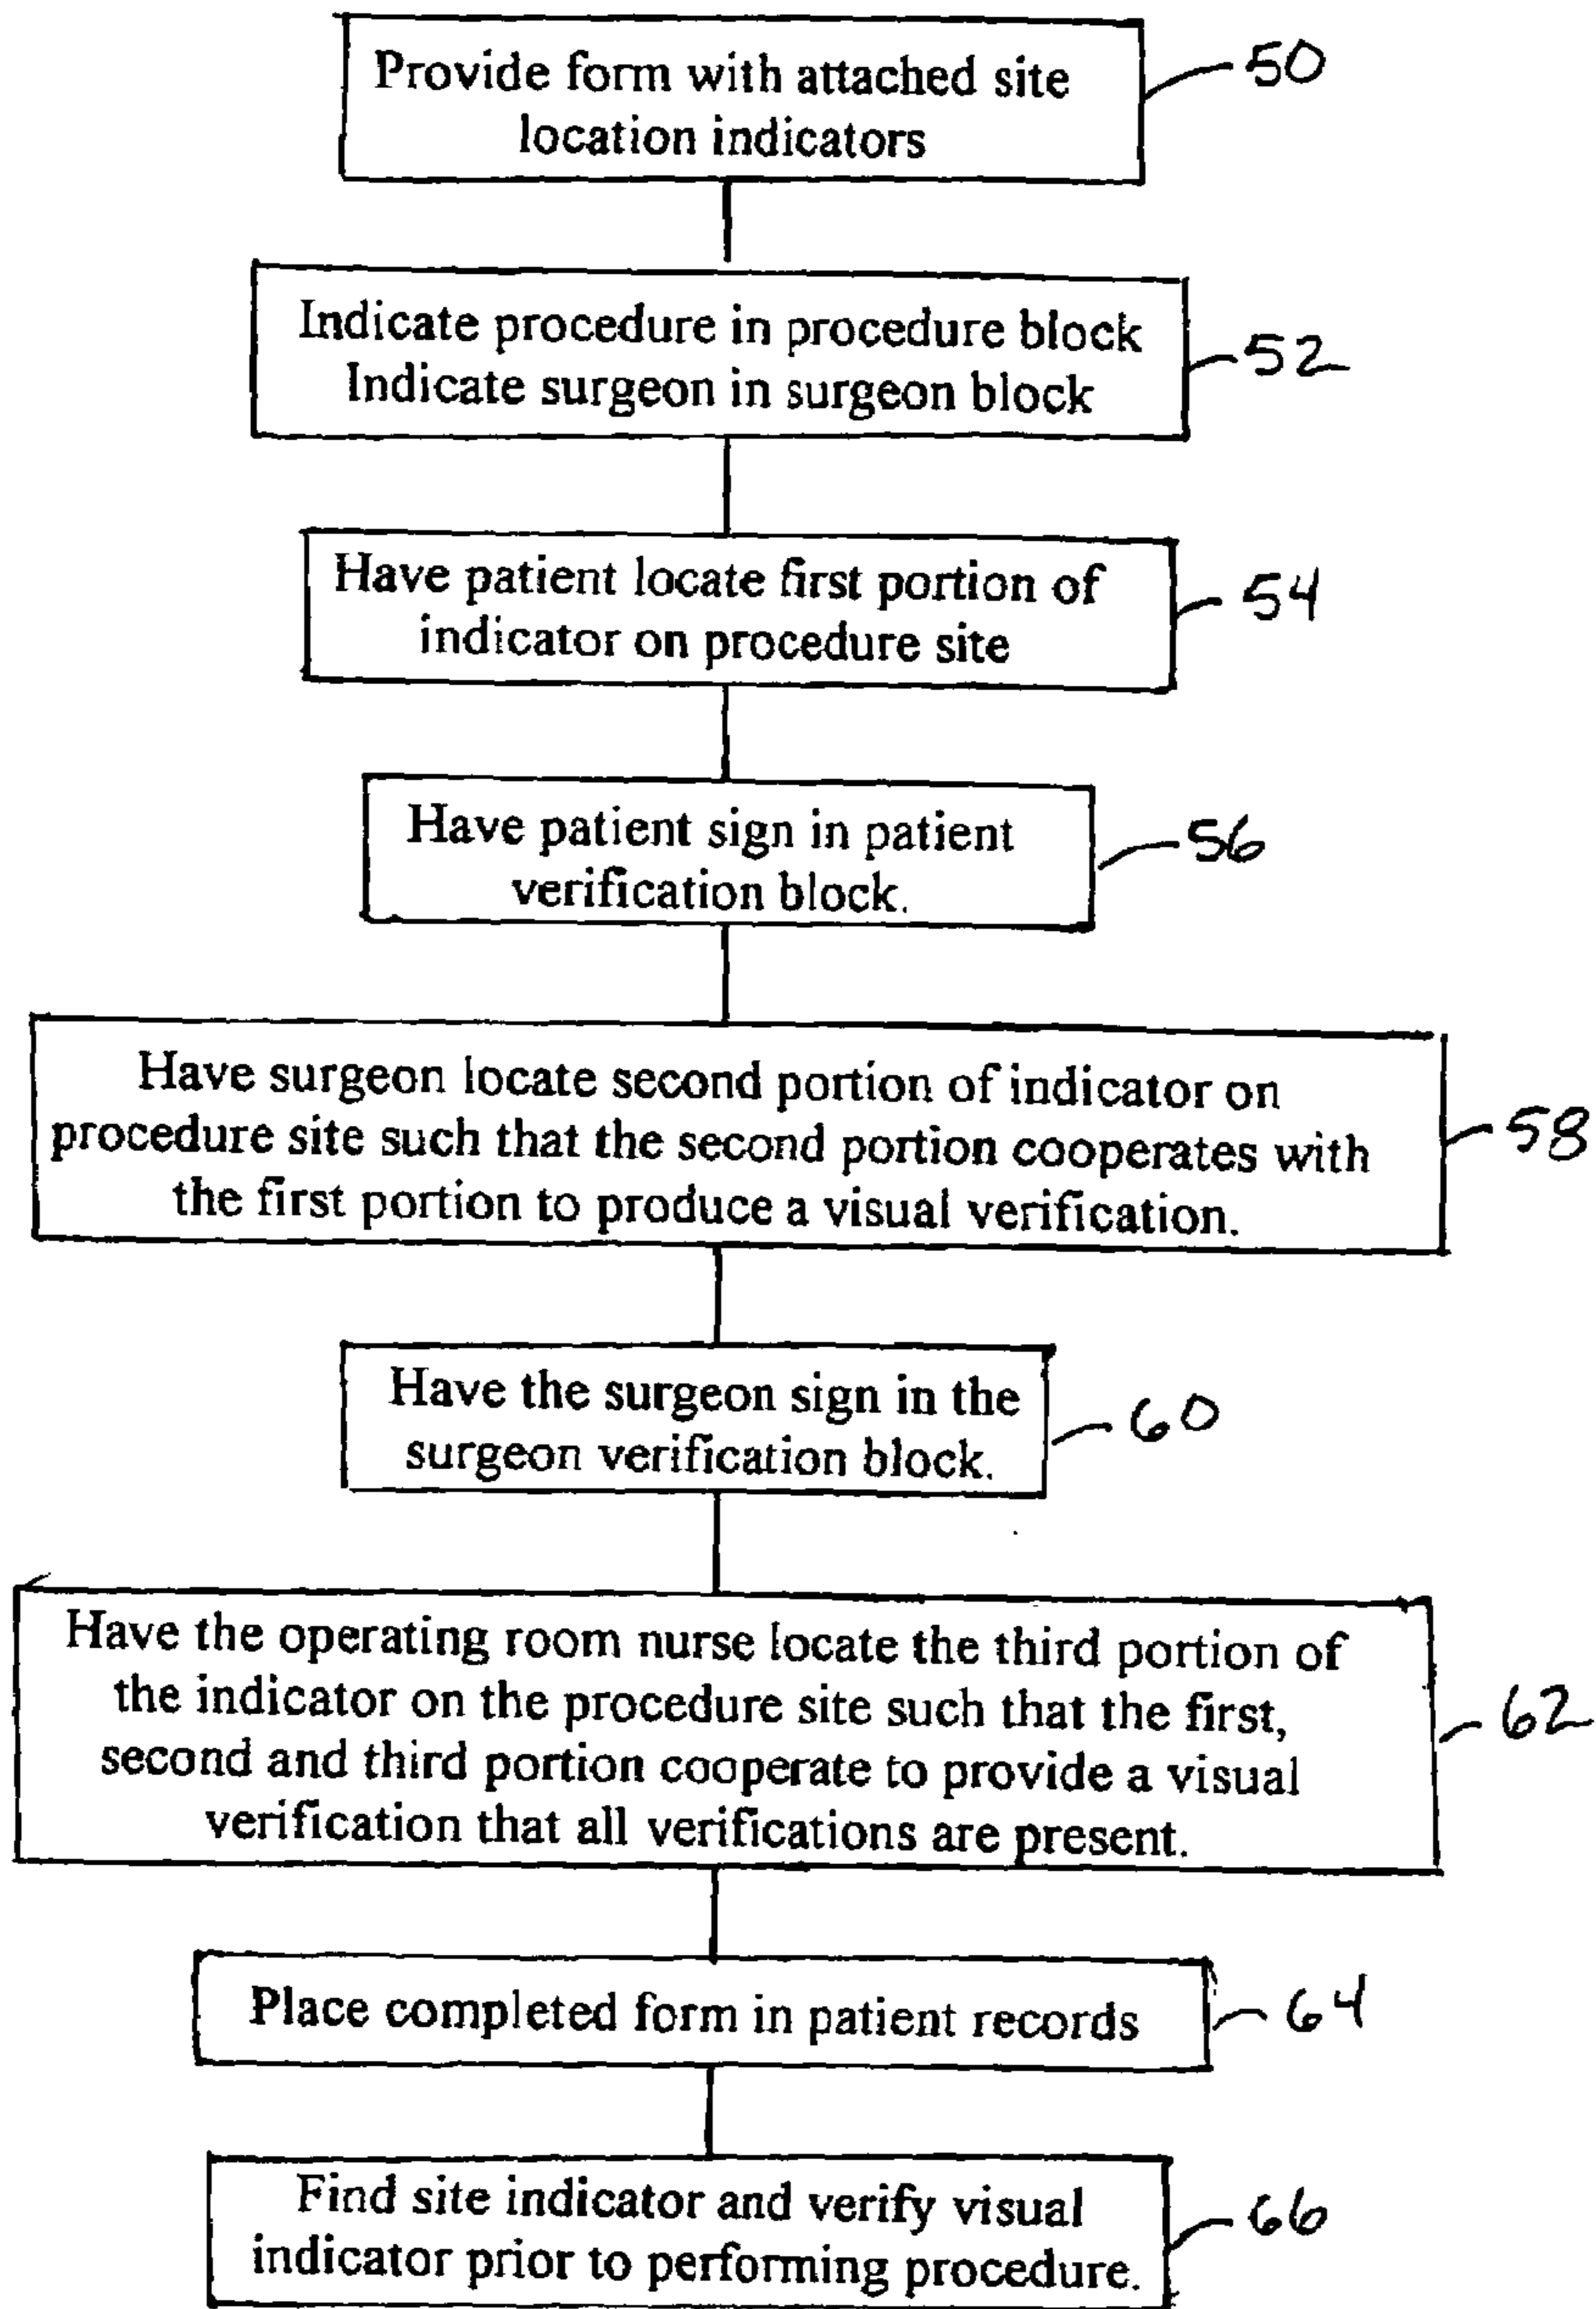 Provide form with attached site
location indicators
50
Indicate procedure in procedure block
Indicate surgeon in surgeon block
52
Have patient locate first portion of
indicator on procedure site
54
Have patient sign in patient
verification block.
56
Have surgeon locate second portion of indicator on
procedure site such that the second portion cooperates with
the first portion to produce a visual verification.
58
Have the surgeon sign in the
surgeon verification block.
60
Have the operating room nurse locate the third portion of
the indicator on the procedure site such that the first,
second and third portion cooperate to provide a visual
verification that all verifications are present.
62
Place completed form in patient records
64
Find site indicator and verify visual
indicator prior to performing procedure.
66